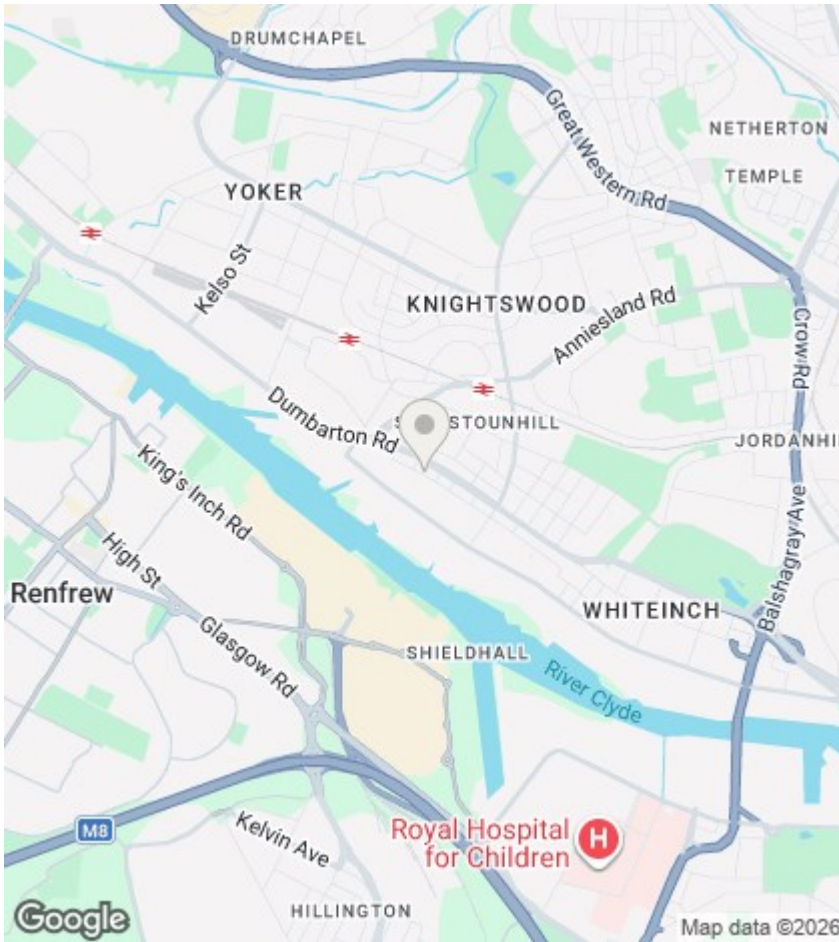 DRUMCHAPEL
Great Western Rd
NETHERTON
TEMPLE
YOKER
Kelso St
KNIGHTSWOOD
Anniesland Rd
Crow Rd
Dumbarton Rd
STOUNHILL
JORDANHI
King's Inch Rd
High St
Balshagray Ave
Renfrew
WHITEINCH
Glasgow Rd
SHIELDHALL
River Clyde
M8
Kelvin Ave
Royal Hospital
for Children
H
HILLINGTON
Google
Map data ©2026